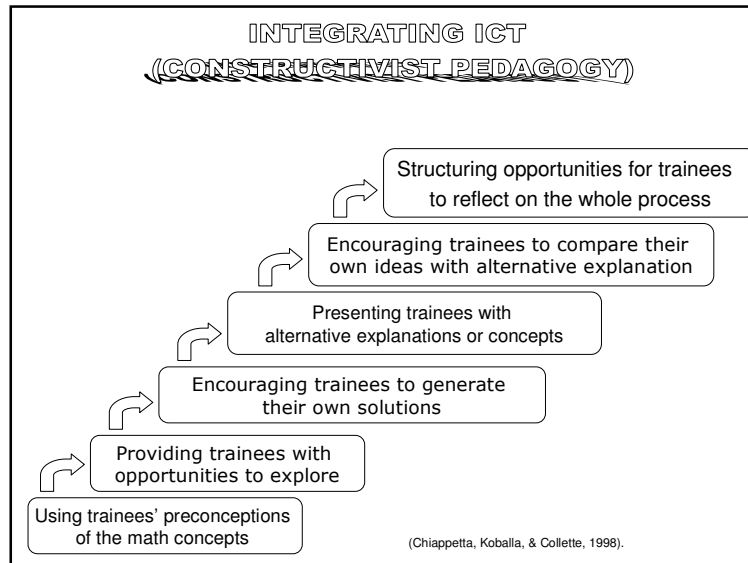 INTEGRATING ICT
(CONSTRUCTIVIST PEDAGOGY)
Structuring opportunities for trainees
to reflect on the whole process
Encouraging trainees to compare their
own ideas with alternative explanation
Presenting trainees with
alternative explanations or concepts
Encouraging trainees to generate
their own solutions
Providing trainees with
opportunities to explore
Using trainees’ preconceptions
of the math concepts
(Chiappetta, Koballa, & Collette, 1998).